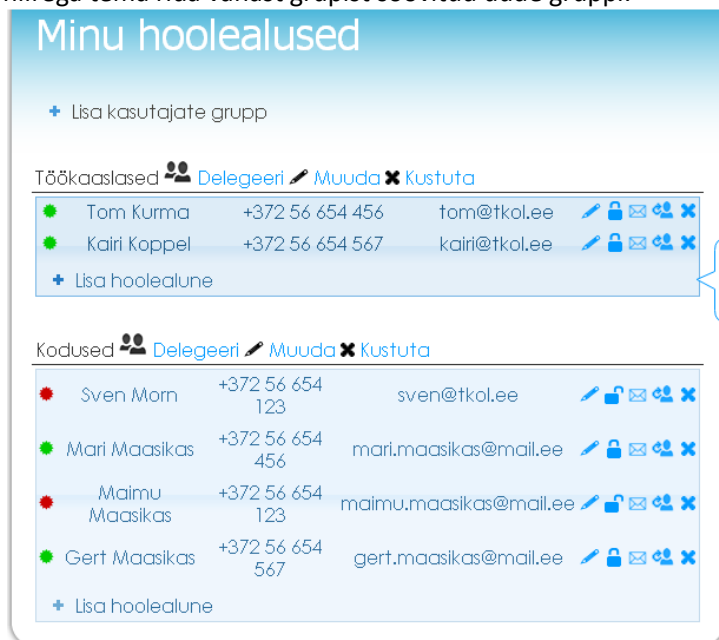 Minu hoolealused
+ Lisa kasutajate grupp
Töökaaslased Delegeeri Muuda Kustuta
Tom Kurma +372 56 654 456 tom@tkol.ee
Kairi Koppel +372 56 654 567 kairi@tkol.ee
+ Lisa hoolealune
Kodused Delegeeri Muuda Kustuta
Sven Morn +372 56 654 123 sven@tkol.ee
Mari Maasikas +372 56 654 456 mari.maasikas@mail.ee
Maimu Maasikas +372 56 654 123 maimu.maasikas@mail.ee
Gert Maasikas +372 56 654 567 gert.maasikas@mail.ee
+ Lisa hoolealune